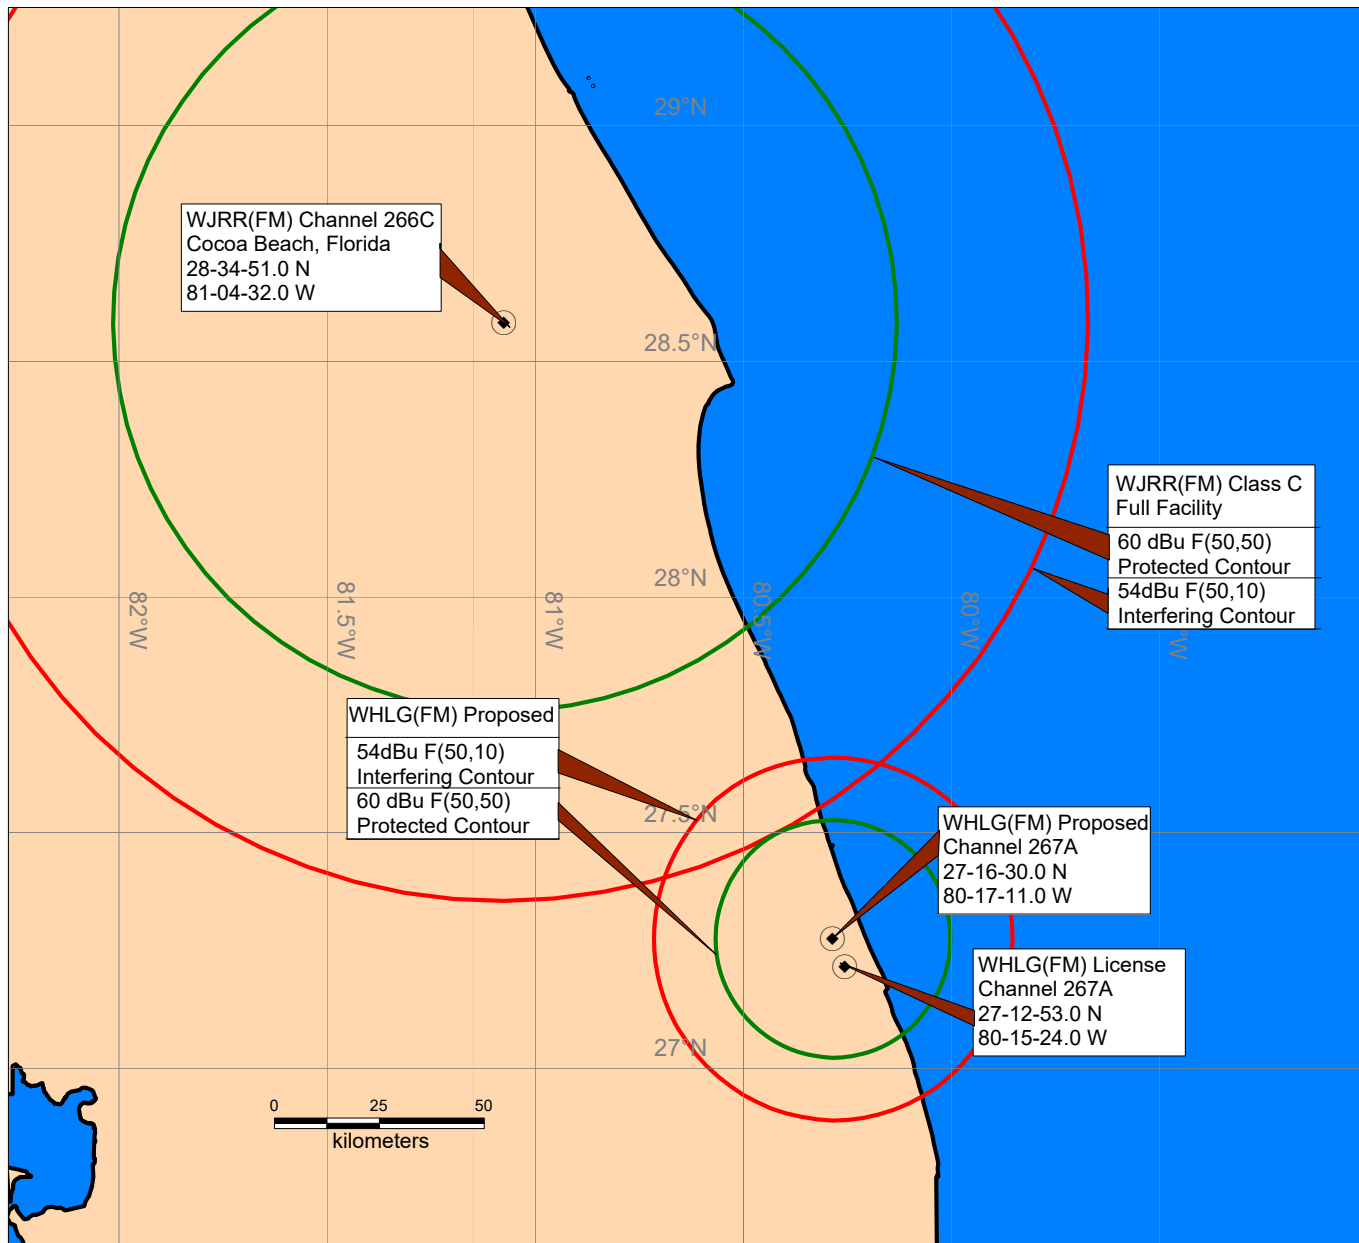 29°N
WJRR(FM) Channel 266C
Cocoa Beach, Florida
28-34-51.0 N
81-04-32.0 W
28.5°N
WJRR(FM) Class C
Full Facility
60 dBu F(50,50)
Protected Contour
54dBu F(50,10)
Interfering Contour
28°N
82°W
81.5°W
81°W
80.5°W
80°W
°W
WHLG(FM) Proposed
54dBu F(50,10)
Interfering Contour
60 dBu F(50,50)
Protected Contour
27.5°N
WHLG(FM) Proposed
Channel 267A
27-16-30.0 N
80-17-11.0 W
WHLG(FM) License
Channel 267A
27-12-53.0 N
80-15-24.0 W
27°N
0 25 50
kilometers